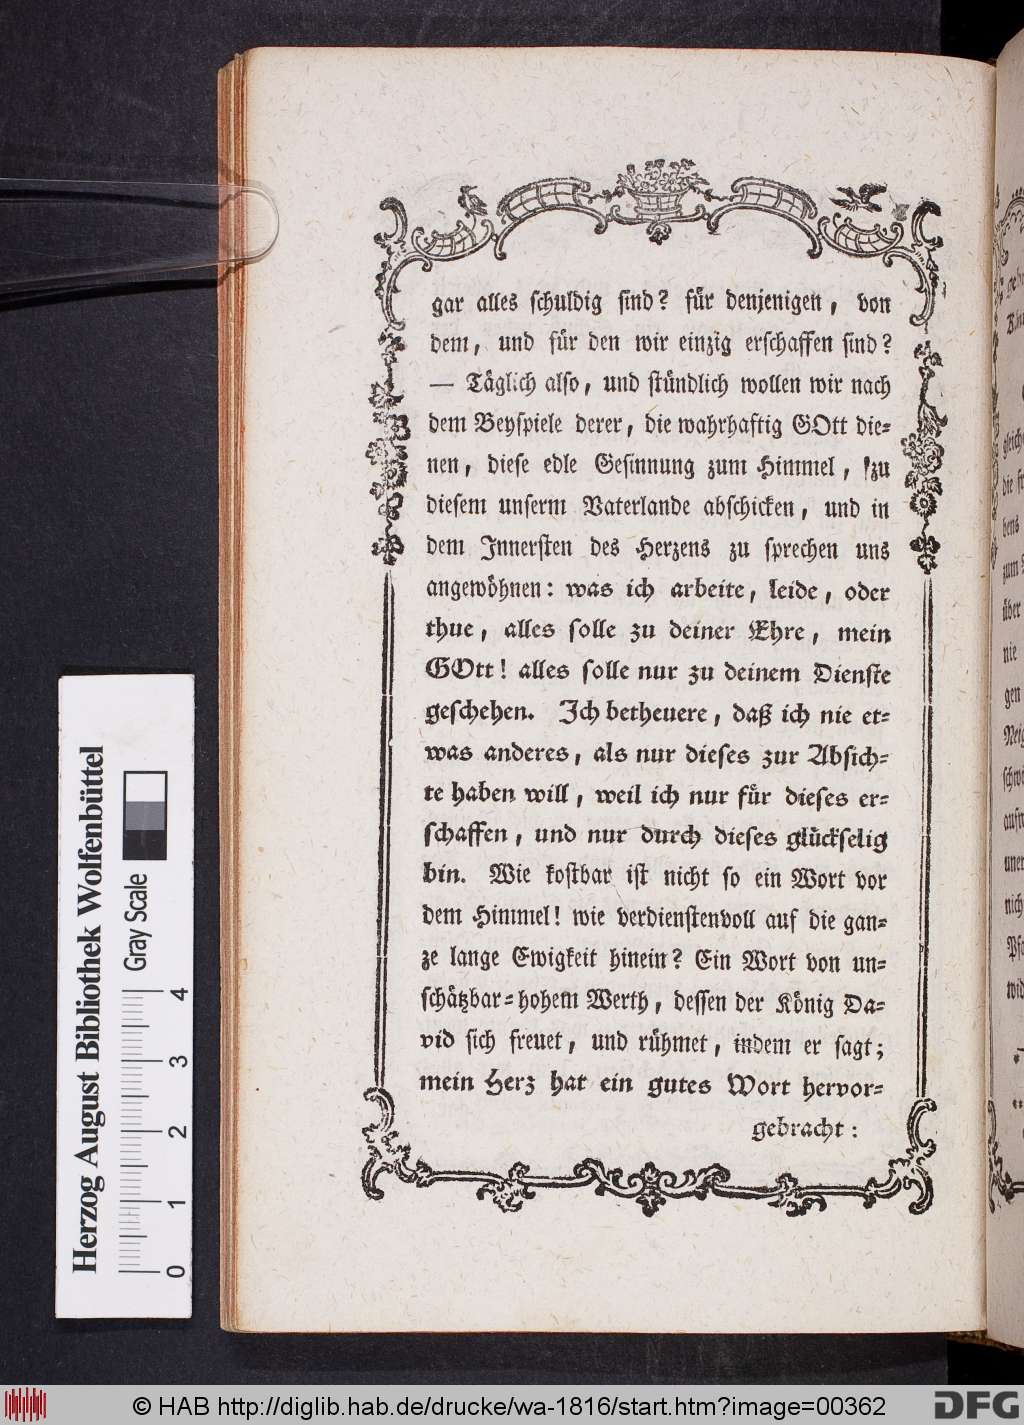 gar alles schuldig sind? für denjenigen, von
dem, und für den wir einzig erschaffen sind?
— Täglich also, und stündlich wollen wir nach
dem Beyspiele derer, die wahrhaftig GOtt die=
nen, diese edle Gesinnung zum Himmel, zu
diesem unserm Vaterlande abschicken, und in
dem Innersten des Herzens zu sprechen uns
angewöhnen: was ich arbeite, leide, oder
thue, alles solle zu deiner Ehre, mein
GOtt! alles solle nur zu deinem Dienste
geschehen. Ich betheuere, daß ich nie et=
was anderes, als nur dieses zur Absich=
te haben will, weil ich nur für dieses er=
schaffen, und nur durch dieses glückselig
bin. Wie kostbar ist nicht so ein Wort vor
dem Himmel! wie verdienstenvoll auf die gan=
ze lange Ewigkeit hinein? Ein Wort von un=
schätzbar=hohem Werth, dessen der König Da=
vid sich freuet, und rühmet, indem er sagt;
mein Herz hat ein gutes Wort hervor=
gebracht:
Herzog August Bibliothek Wolfenbüttel
Gray Scale
0 1 2 3 4
© HAB http://diglib.hab.de/drucke/wa-1816/start.htm?image=00362
DFG